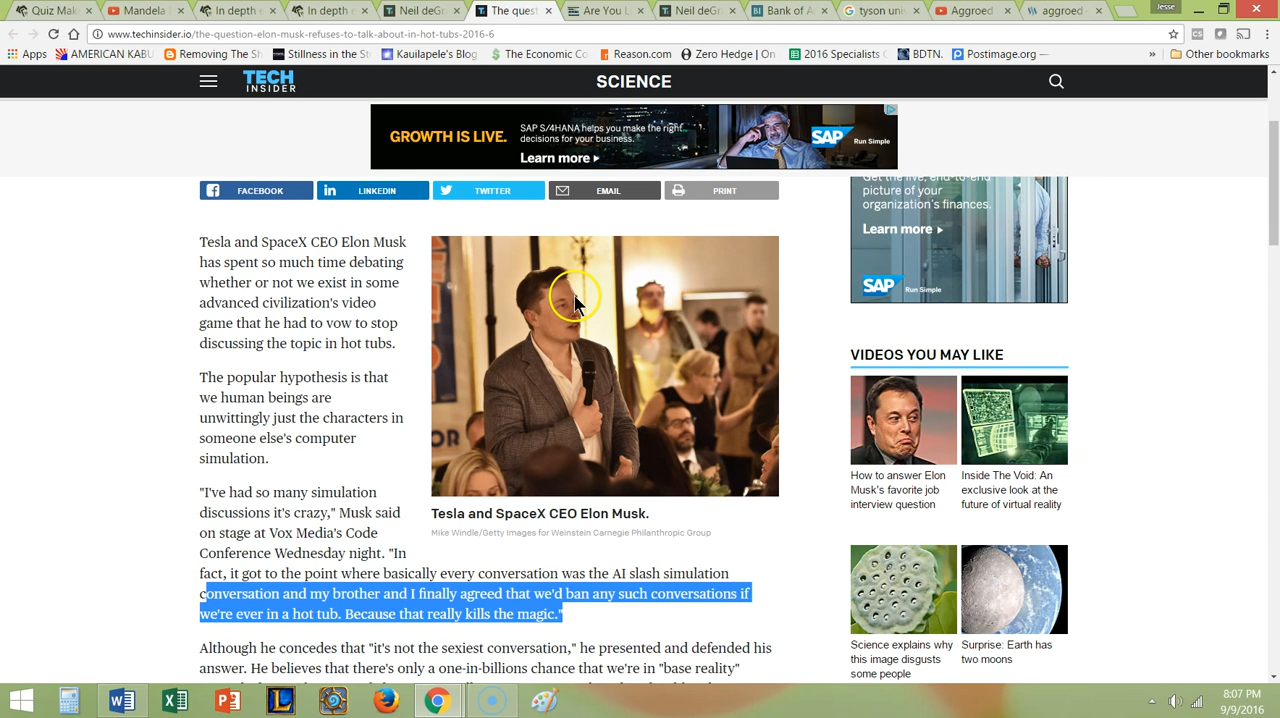 Quiz Make
Mandela
In depth e
In depth e
Neil deGr
The quest
Are You L
Neil deGr
Bank of A
tyson uni
Aggroed
aggroed
Jesse
www.techinsider.io/the-question-elon-musk-refuses-to-talk-about-in-hot-tubs-2016-6
Apps
AMERICAN KABU
Removing The Sh
Stillness in the St
Kauilapele's Blog
The Economic Co
Reason.com
Zero Hedge | On
2016 Specialists
BDTN.
Postimage.org —
»
Other bookmarks
TECH
INSIDER
SCIENCE
GROWTH IS LIVE.
SAP S/4HANA helps you make the right
decisions for your business.
Learn more
SAP
Run Simple
FACEBOOK
LINKEDIN
TWITTER
EMAIL
PRINT
Tesla and SpaceX CEO Elon Musk
has spent so much time debating
whether or not we exist in some
advanced civilization's video
game that he had to vow to stop
discussing the topic in hot tubs.
The popular hypothesis is that
we human beings are
unwittingly just the characters in
someone else's computer
simulation.
"I've had so many simulation
discussions it's crazy," Musk said
on stage at Vox Media's Code
Conference Wednesday night. "In
fact, it got to the point where basically every conversation was the AI slash simulation
conversation and my brother and I finally agreed that we'd ban any such conversations if
we're ever in a hot tub. Because that really kills the magic."
Although he concedes that "it's not the sexiest conversation," he presented and defended his
answer. He believes that there's only a one-in-billions chance that we're in "base reality"
OR
Tesla and SpaceX CEO Elon Musk.
Mike Windle/Getty Images for Weinstein Carnegie Philanthropic Group
Get the live, end-to-end
picture of your
organization's finances.
Learn more
SAP
Run Simple
VIDEOS YOU MAY LIKE
How to answer Elon
Musk's favorite job
interview question
Inside The Void: An
exclusive look at the
future of virtual reality
Science explains why
this image disgusts
some people
Surprise: Earth has
two moons
8:07 PM
9/9/2016